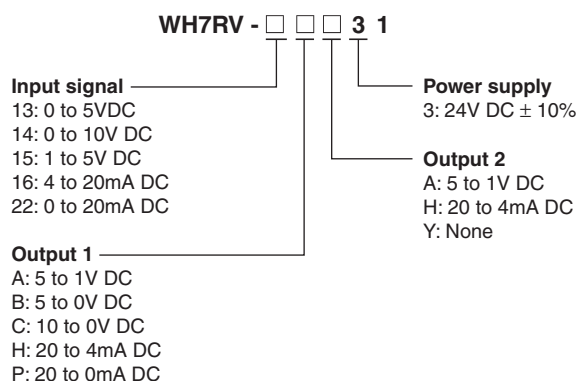 WH7RV - □ □ □ 3 1
Input signal
13: 0 to 5VDC
14: 0 to 10V DC
15: 1 to 5V DC
16: 4 to 20mA DC
22: 0 to 20mA DC
Output 1
A: 5 to 1V DC
B: 5 to 0V DC
C: 10 to 0V DC
H: 20 to 4mA DC
P: 20 to 0mA DC
Power supply
3: 24V DC ± 10%
Output 2
A: 5 to 1V DC
H: 20 to 4mA DC
Y: None